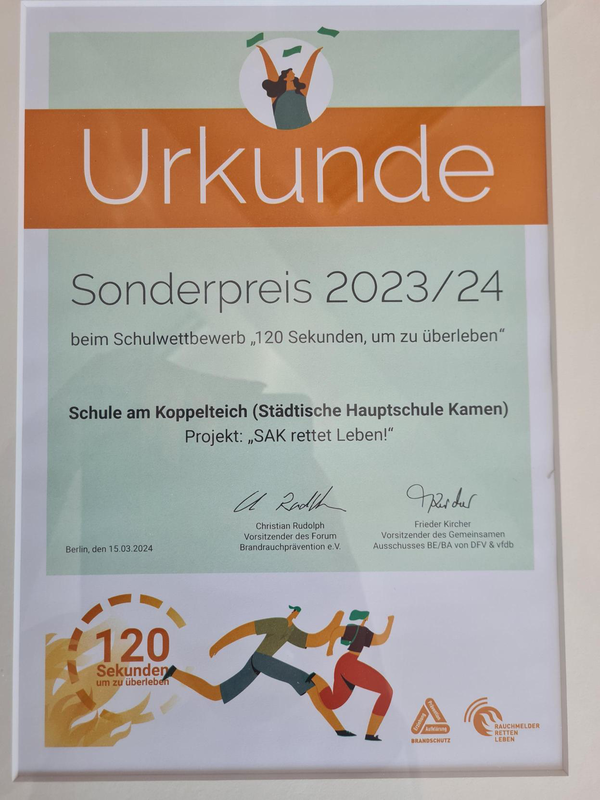 Urkunde
Sonderpreis 2023/24
beim Schulwettbewerb „120 Sekunden, um zu überleben“
Schule am Koppelteich (Städtische Hauptschule Kamen)
Projekt: „SAK rettet Leben!“
Christian Rudolph
Vorsitzender des Forum
Brandrauchprävention e.V.
Frieder Kircher
Vorsitzender des Gemeinsamen
Ausschusses BE/BA von DFV & vfdb
Berlin, den 15.03.2024
120
Sekunden
um zu überleben
BRANDSCHUTZ
RAUCHMELDER
RETTEN
LEBEN